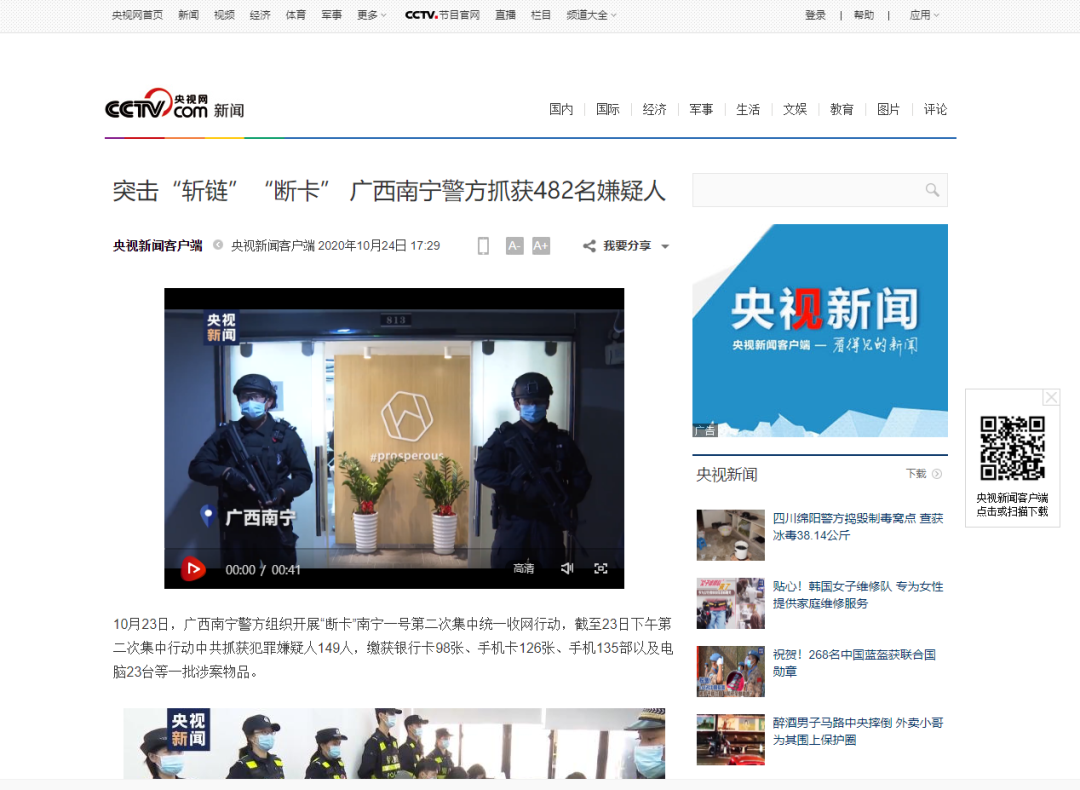 央视网首页 新闻 视频 经济 体育 军事 更多 CCTV.节目官网 直播 栏目 频道大全 登录 | 帮助 | 应用
CCTV 央视网 com 新闻
国内 国际 经济 军事 生活 文娱 教育 图片 评论
突击“斩链” “断卡” 广西南宁警方抓获482名嫌疑人
央视新闻客户端 央视新闻客户端 2020年10月24日 17:29 A- A+ 我要分享
央视
新闻
813
#prosperous
广西南宁
00:00 / 00:41 高清
10月23日，广西南宁警方组织开展“断卡”南宁一号第二次集中统一收网行动，截至23日下午第
二次集中行动中共抓获犯罪嫌疑人149人，缴获银行卡98张、手机卡126张、手机135部以及电
脑23台等一批涉案物品。
央视
新闻
央视新闻
央视新闻客户端 — 看得见的新闻
广告
央视新闻 下载
四川绵阳警方捣毁制毒窝点 查获
冰毒38.14公斤
贴心！韩国女子维修队 专为女性
提供家庭维修服务
祝贺！268名中国蓝盔获联合国
勋章
醉酒男子马路中央摔倒 外卖小哥
为其围上保护圈
央视新闻客户端
点击或扫描下载